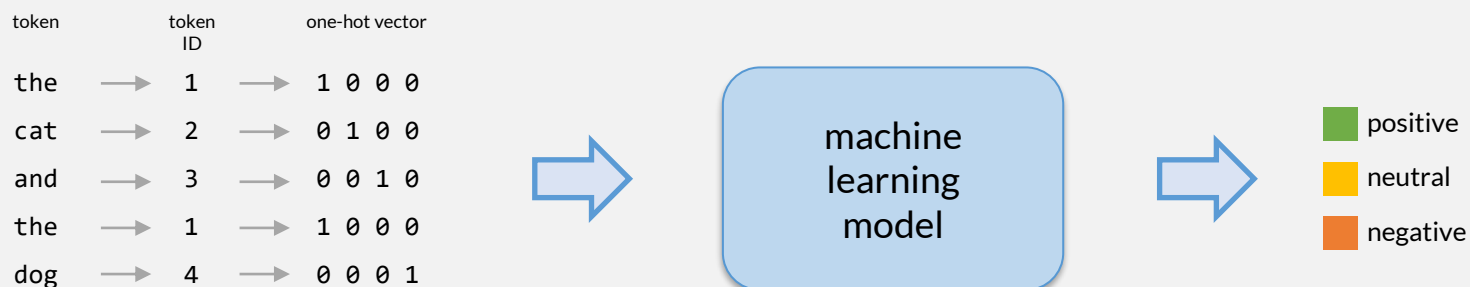 token token ID one-hot vector
the 1 1 0 0 0
cat 2 0 1 0 0
and 3 0 0 1 0
the 1 1 0 0 0
dog 4 0 0 0 1
machine
learning
model
positive
neutral
negative